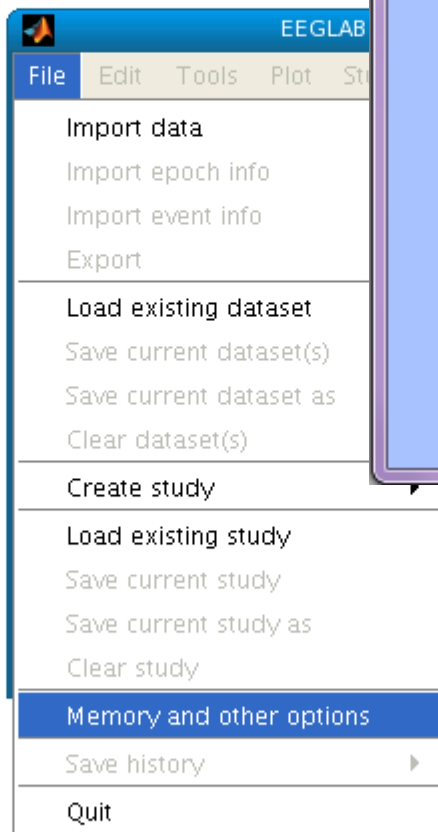 EEGLAB
File Edit Tools Plot
Import data
Import epoch info
Import event info
Export
Load existing dataset
Save current dataset(s)
Save current dataset as
Clear dataset(s)
Create study
Load existing study
Save current study
Save current study as
Clear study
Memory and other options
Save history
Quit